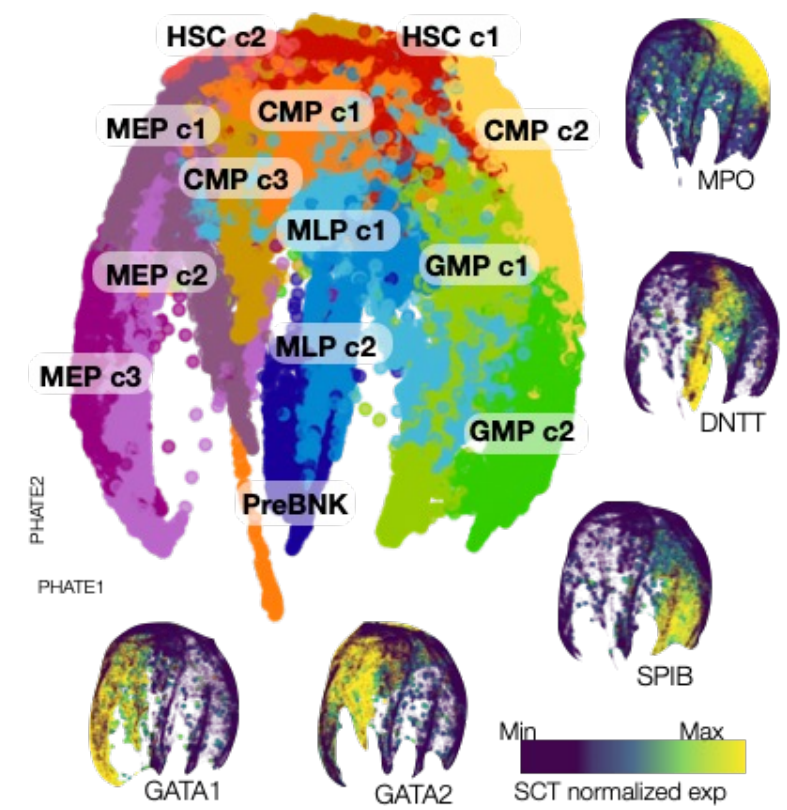 HSC c2
HSC c1
CMP c1
MEP c1
CMP c2
CMP c3
MPO
MLP c1
GMP c1
MEP c2
MLP c2
MEP c3
DNTT
GMP c2
PreBNK
PHATE2
PHATE1
SPIB
Min
Max
GATA1
GATA2
SCT normalized exp